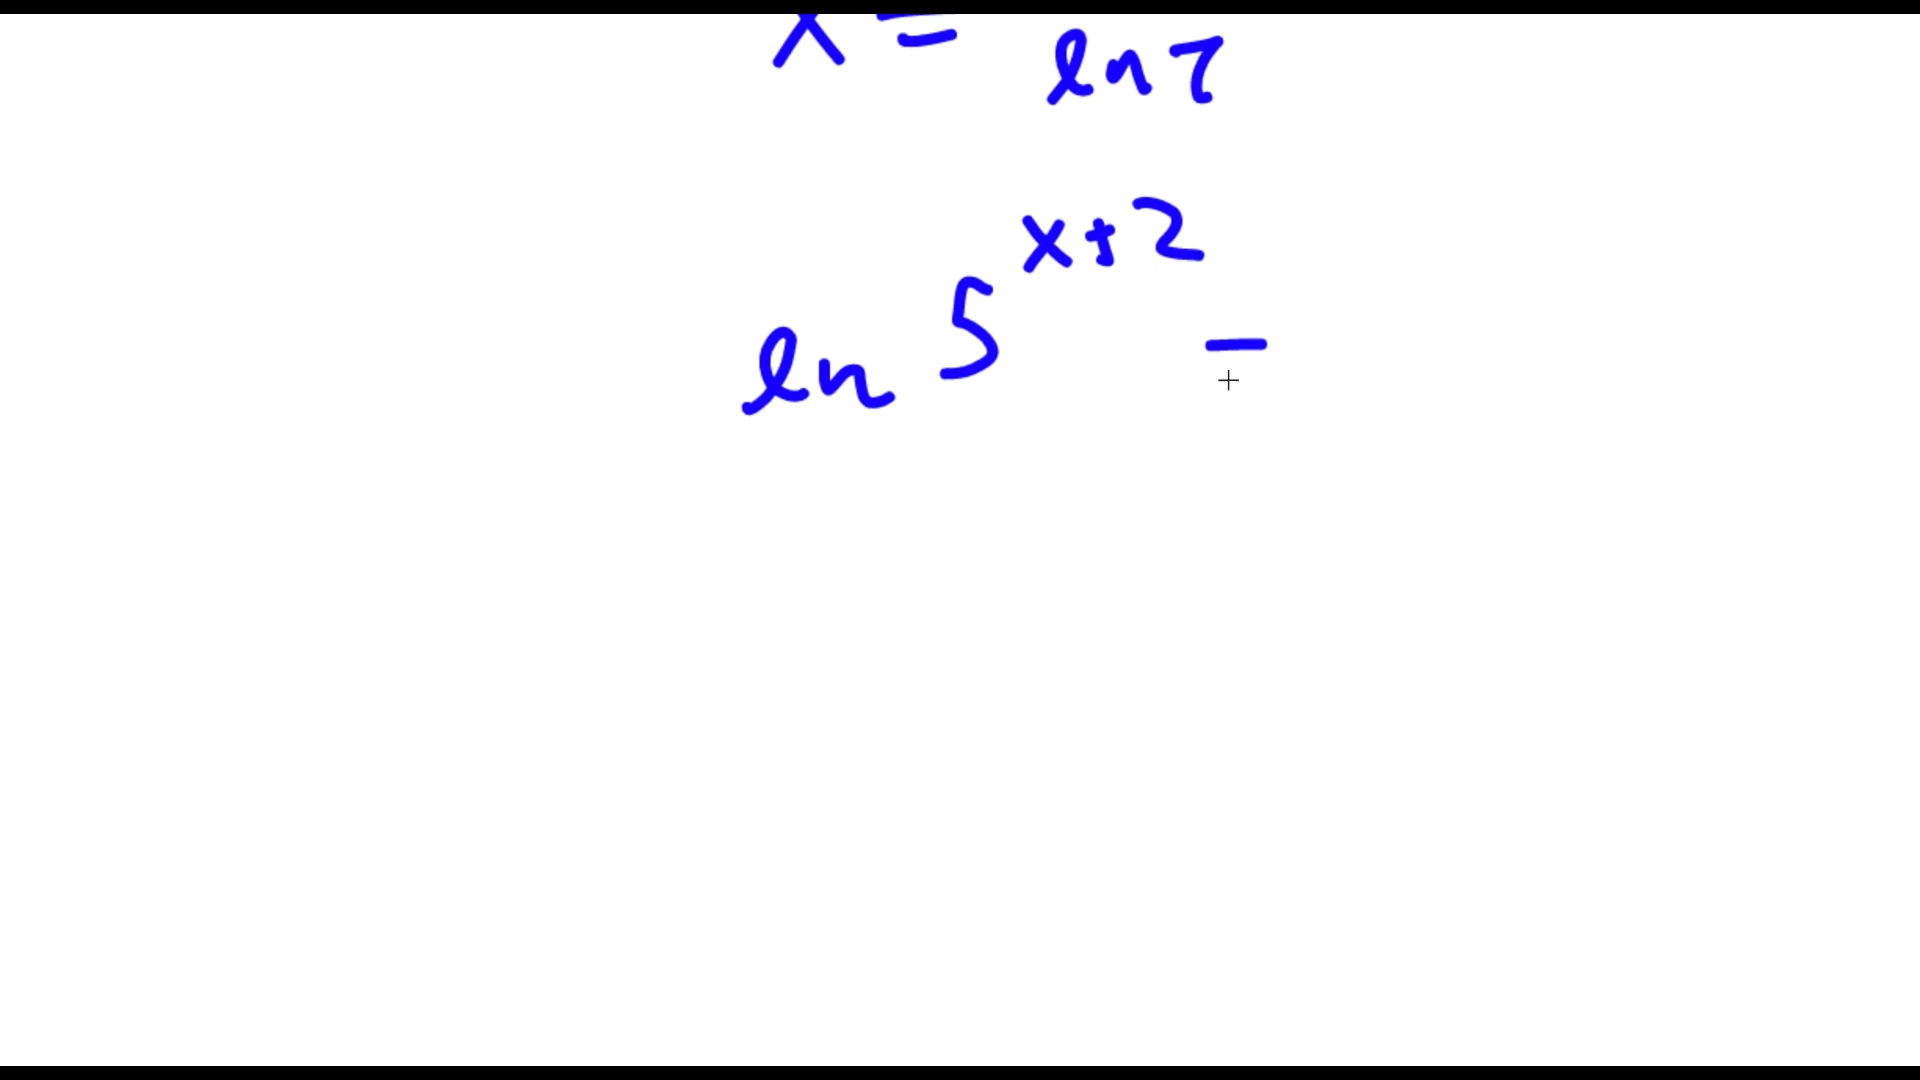 x =
ln 7
ln 5^{x+2} –